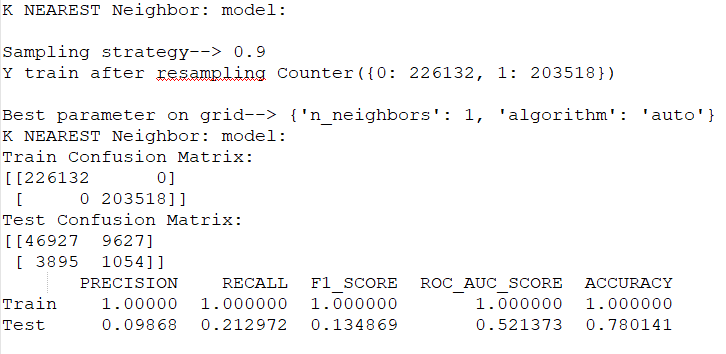 K NEAREST Neighbor: model:
Sampling strategy--> 0.9
Y train after resampling Counter({0: 226132, 1: 203518})
Best parameter on grid--> {'n_neighbors': 1, 'algorithm': 'auto'}
K NEAREST Neighbor: model:
Train Confusion Matrix:
[[226132      0]
 [     0 203518]]
Test Confusion Matrix:
[[46927  9627]
 [ 3895  1054]]
       PRECISION    RECALL  F1_SCORE  ROC_AUC_SCORE  ACCURACY
Train    1.00000  1.000000  1.000000       1.000000  1.000000
Test     0.09868  0.212972  0.134869       0.521373  0.780141